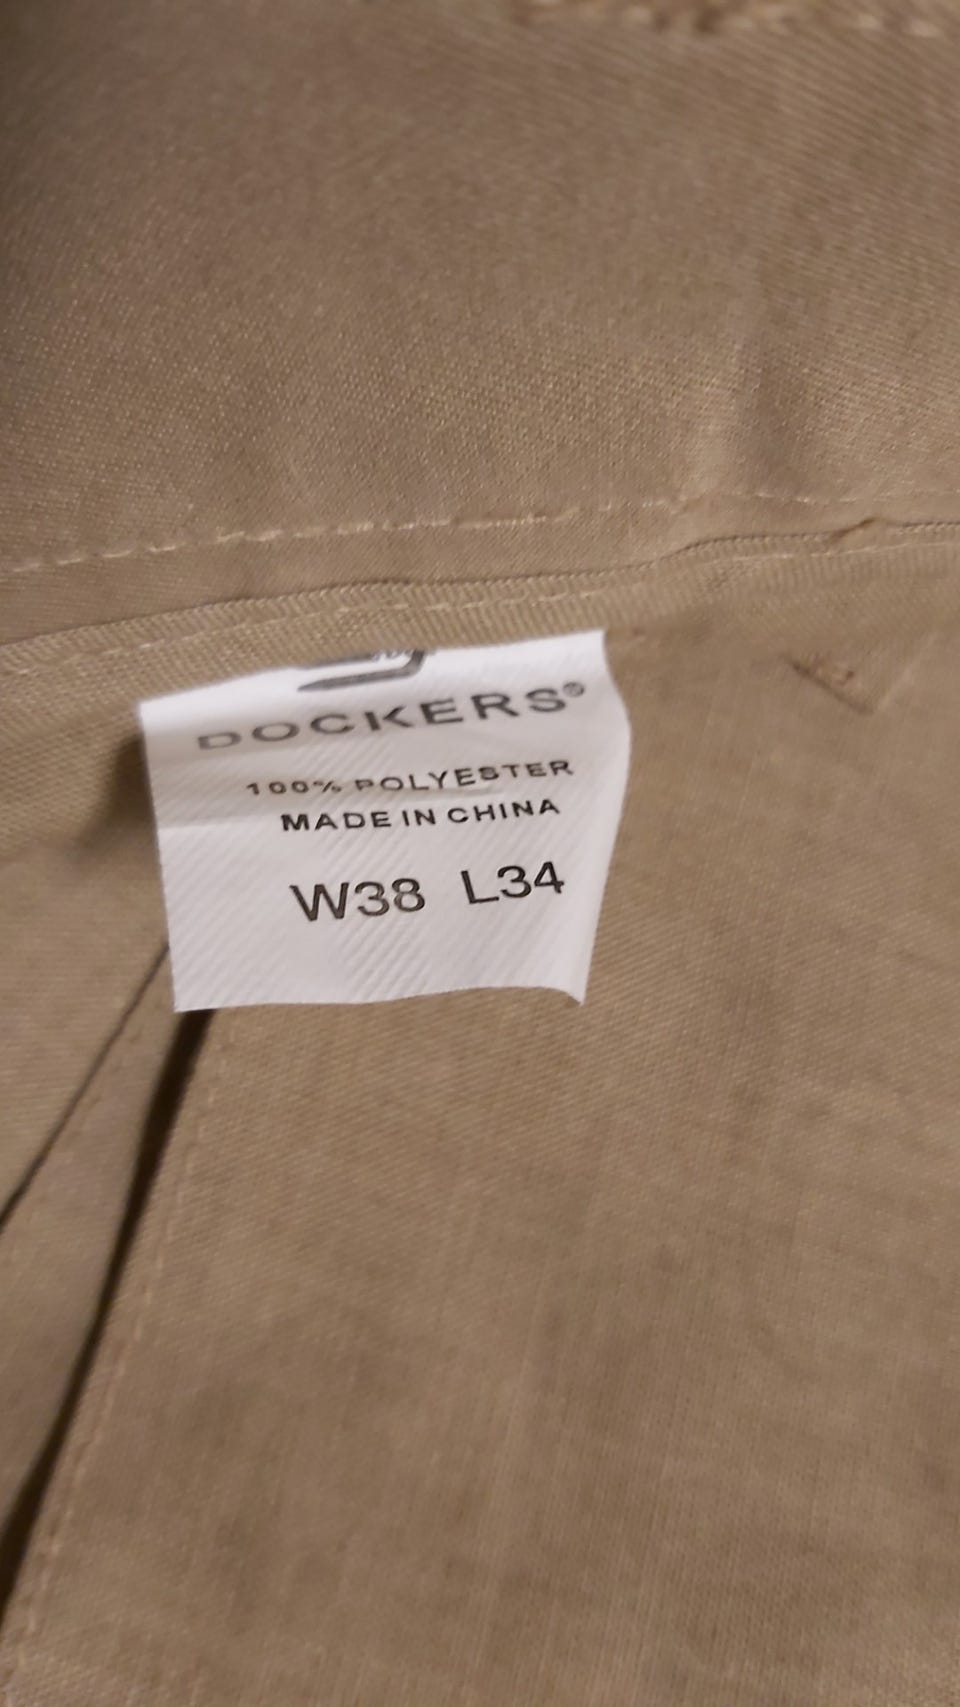 DOCKERS®
100% POLYESTER
MADE IN CHINA
W38 L34